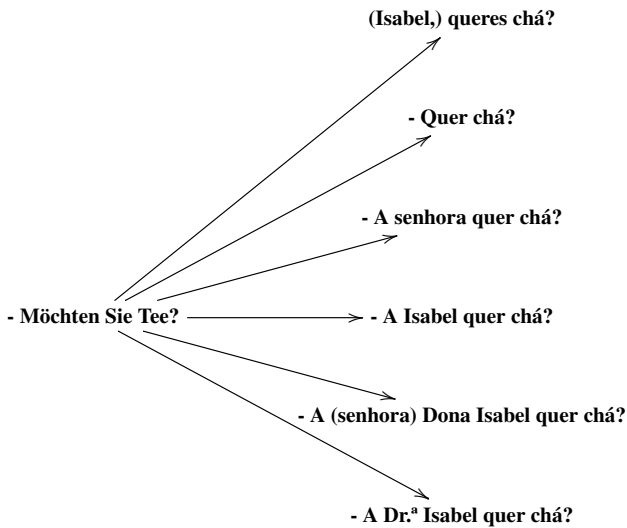 (Isabel,) queres chá?
- Quer chá?
- A senhora quer chá?
- Möchten Sie Tee?
- A Isabel quer chá?
- A (senhora) Dona Isabel quer chá?
- A Dr.ª Isabel quer chá?